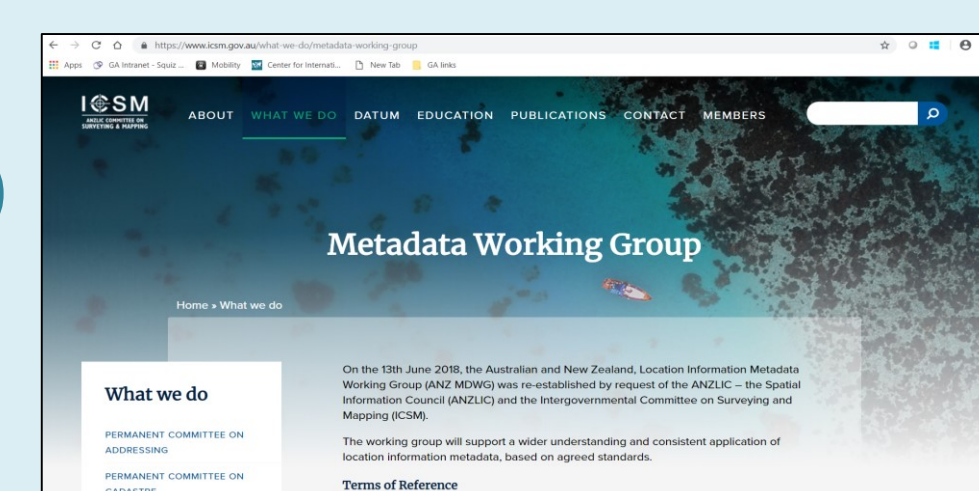 https://www.icsm.gov.au/what-we-do/metadata-working-group
Apps GA Intranet - Squiz ... Mobility Center for Internati... New Tab GA links
ICSM
ANZLIC COMMITTEE ON
SURVEYING & MAPPING
ABOUT WHAT WE DO DATUM EDUCATION PUBLICATIONS CONTACT MEMBERS
Metadata Working Group
Home » What we do
What we do
PERMANENT COMMITTEE ON
ADDRESSING
PERMANENT COMMITTEE ON
CADASTRE
On the 13th June 2018, the Australian and New Zealand, Location Information Metadata
Working Group (ANZ MDWG) was re-established by request of the ANZLIC – the Spatial
Information Council (ANZLIC) and the Intergovernmental Committee on Surveying and
Mapping (ICSM).
The working group will support a wider understanding and consistent application of
location information metadata, based on agreed standards.
Terms of Reference